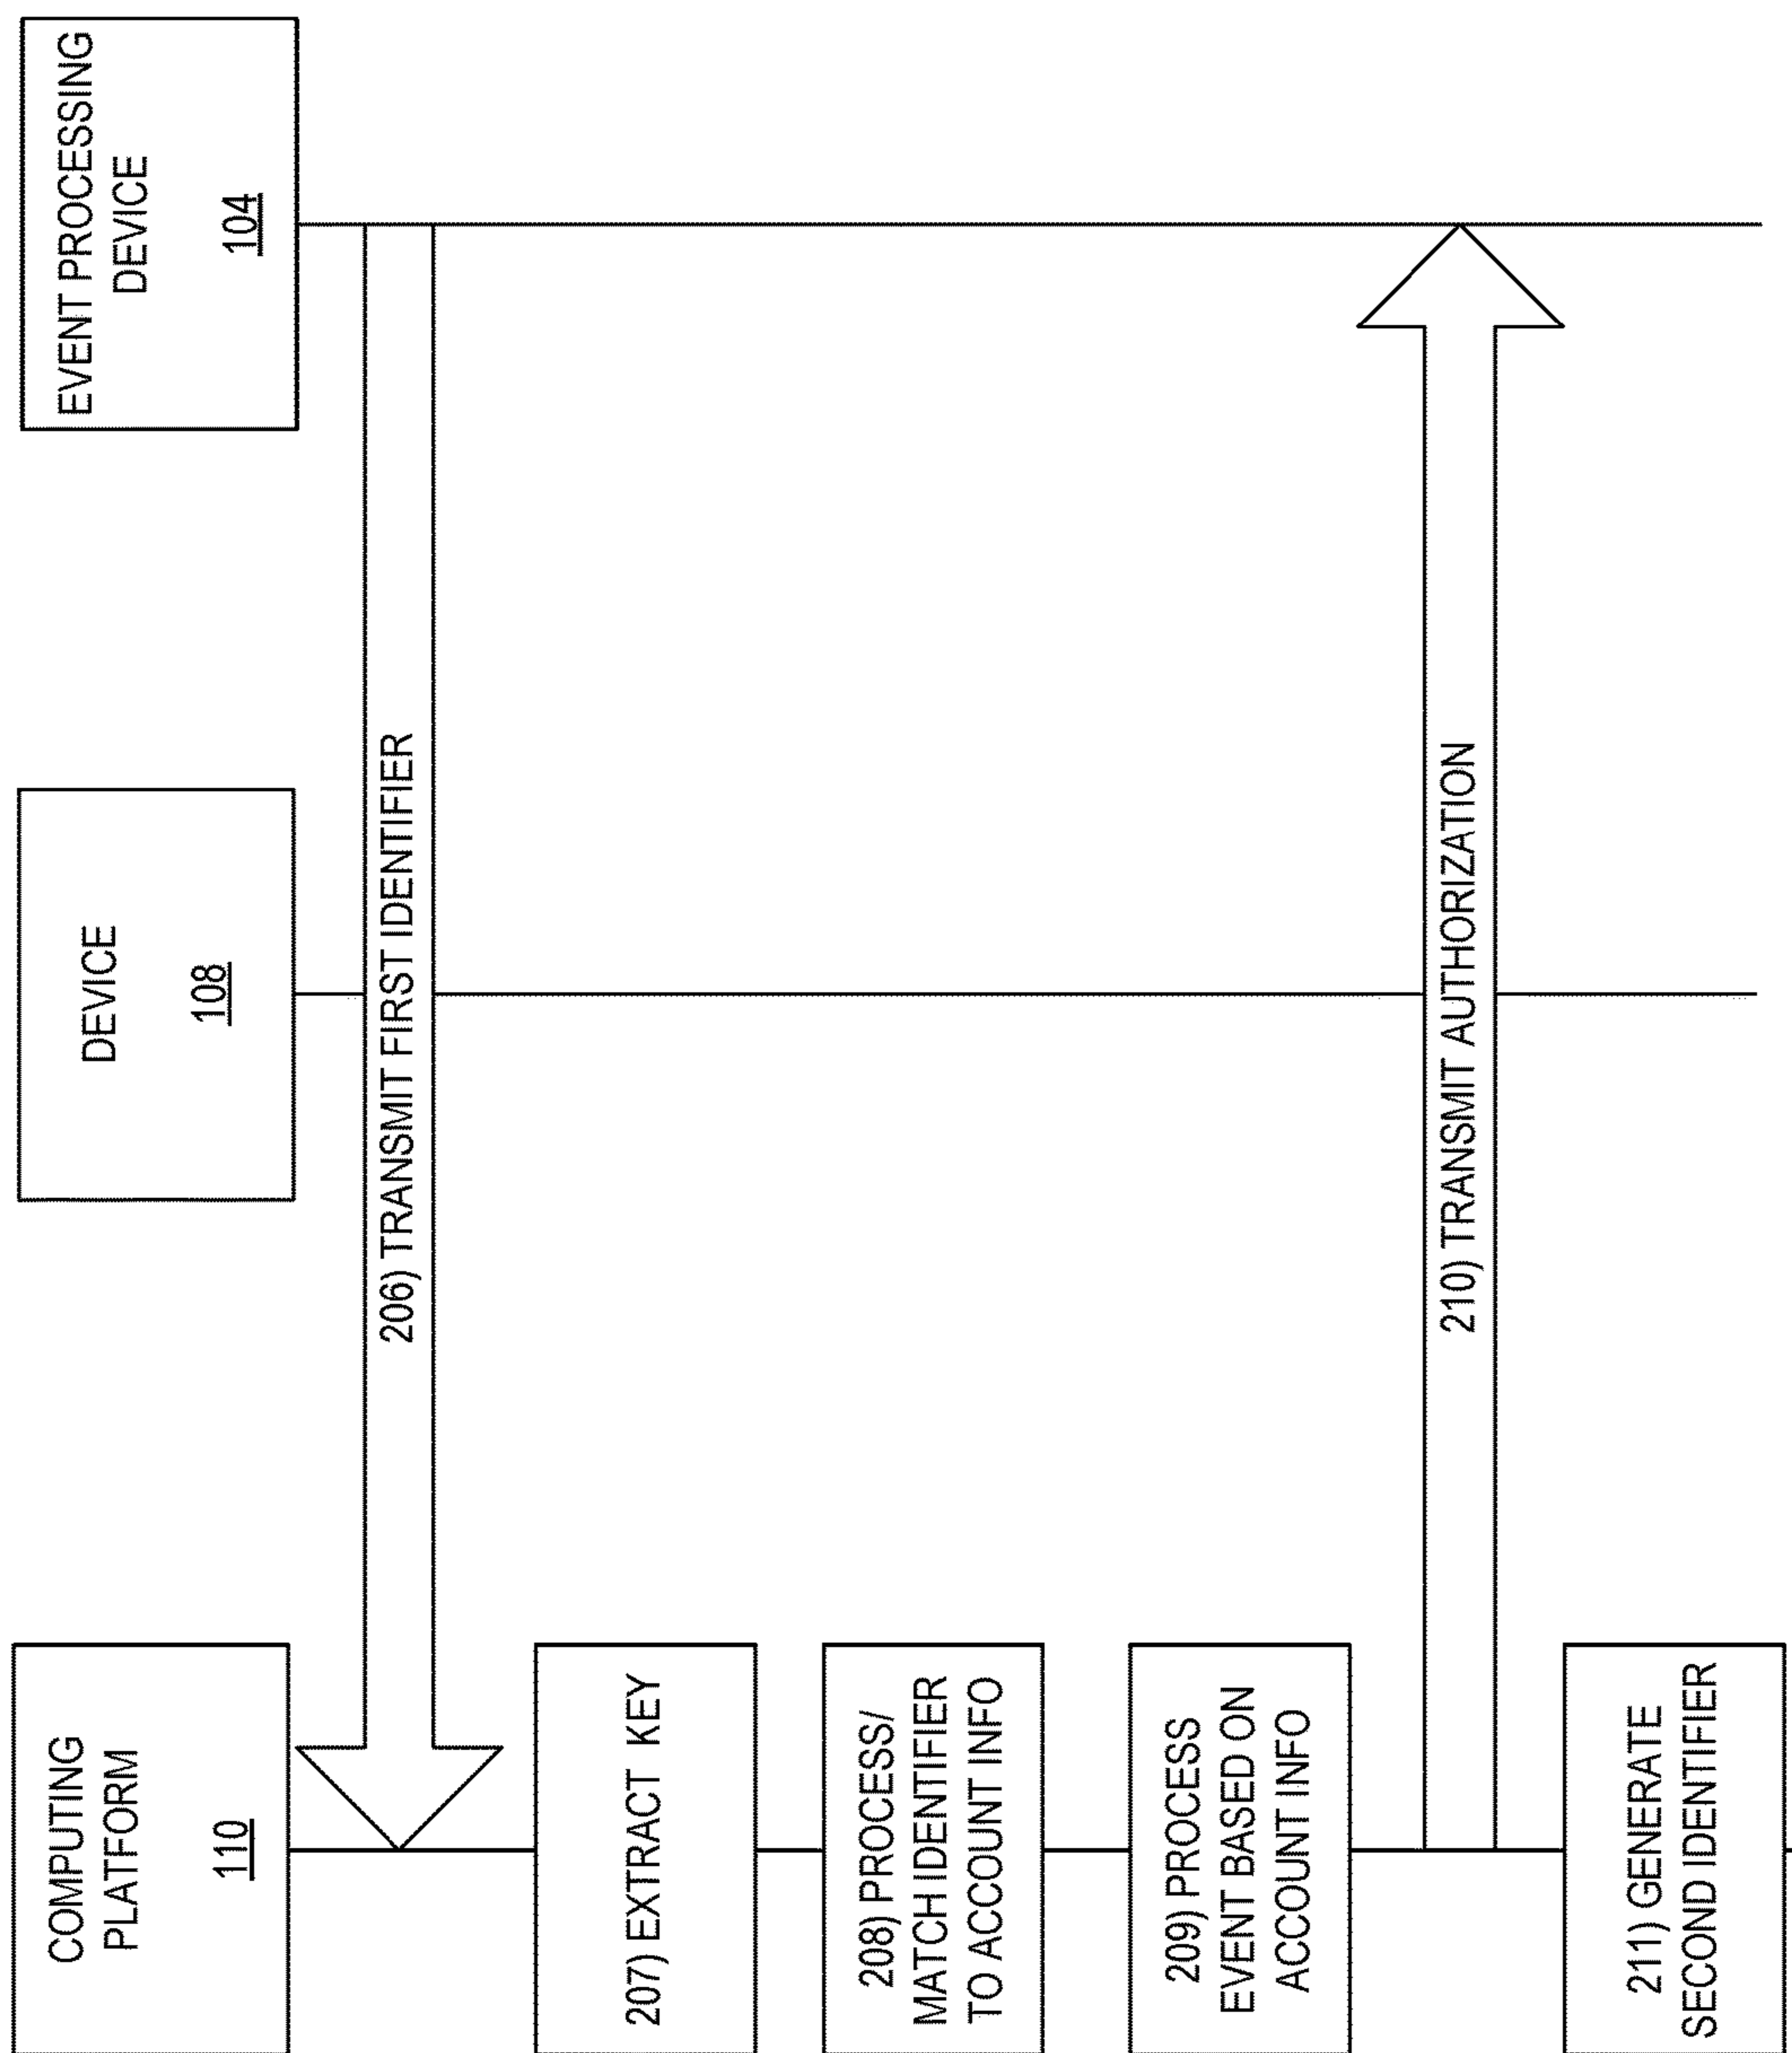 COMPUTING
PLATFORM
110
DEVICE
108
EVENT PROCESSING
DEVICE
104
206) TRANSMIT FIRST IDENTIFIER
207) EXTRACT KEY
208) PROCESS/
MATCH IDENTIFIER
TO ACCOUNT INFO
209) PROCESS
EVENT BASED ON
ACCOUNT INFO
210) TRANSMIT AUTHORIZATION
211) GENERATE
SECOND IDENTIFIER